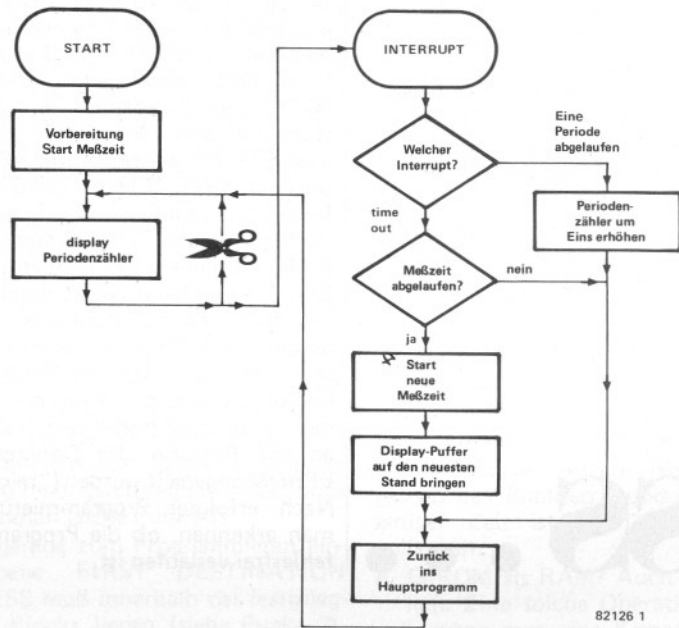 START
Vorbereitung
Start Meßzeit
display
Periodenzähler
INTERRUPT
Welcher
Interrupt?
Eine
Periode
abgelaufen
Perioden-
zähler um
Eins erhöhen
time
out
Meßzeit
abgelaufen?
nein
ja
Start
neue
Meßzeit
Display-Puffer
auf den neuesten
Stand bringen
Zurück
ins
Hauptprogramm
82126 1